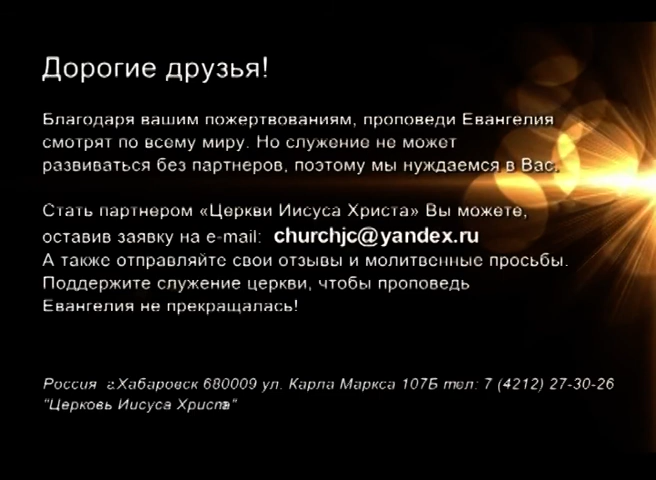 Дорогие друзья!
Благодаря вашим пожертвованиям, проповеди Евангелия
смотрят по всему миру. Но служение не может
развиваться без партнеров, поэтому мы нуждаемся в Вас.
Стать партнером «Церкви Иисуса Христа» Вы можете,
оставив заявку на e-mail: churchjc@yandex.ru
А также отправляйте свои отзывы и молитвенные просьбы.
Поддержите служение церкви, чтобы проповедь
Евангелия не прекращалась!
Россия г.Хабаровск 680009 ул. Карла Маркса 107Б тел: 7 (4212) 27-30-26
"Церковь Иисуса Христа"